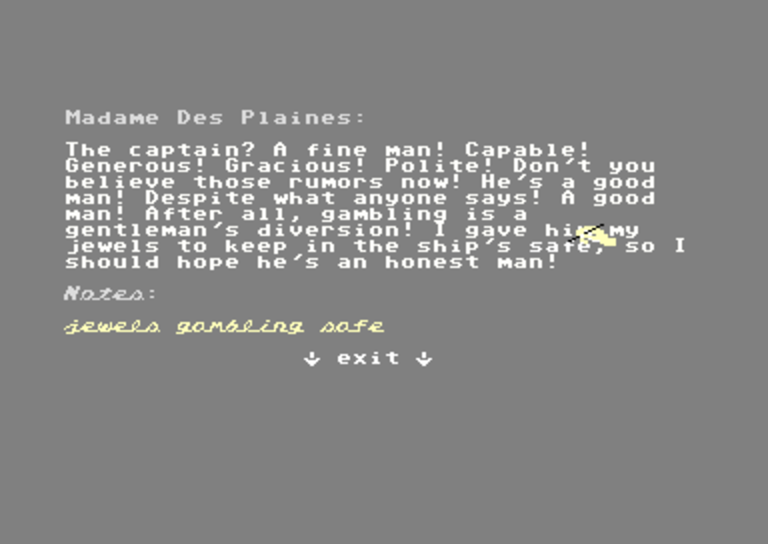 Madame Des Plaines:
The captain? A fine man! Capable!
Generous! Gracious! Polite! Don't you
believe those rumors now! He's a good
man! Despite what anyone says! A good
man! After all, gambling is a
gentleman's diversion! I gave him my
jewels to keep in the ship's safe, so I
should hope he's an honest man!
Notes:
jewels gambling safe
↓ exit ↓